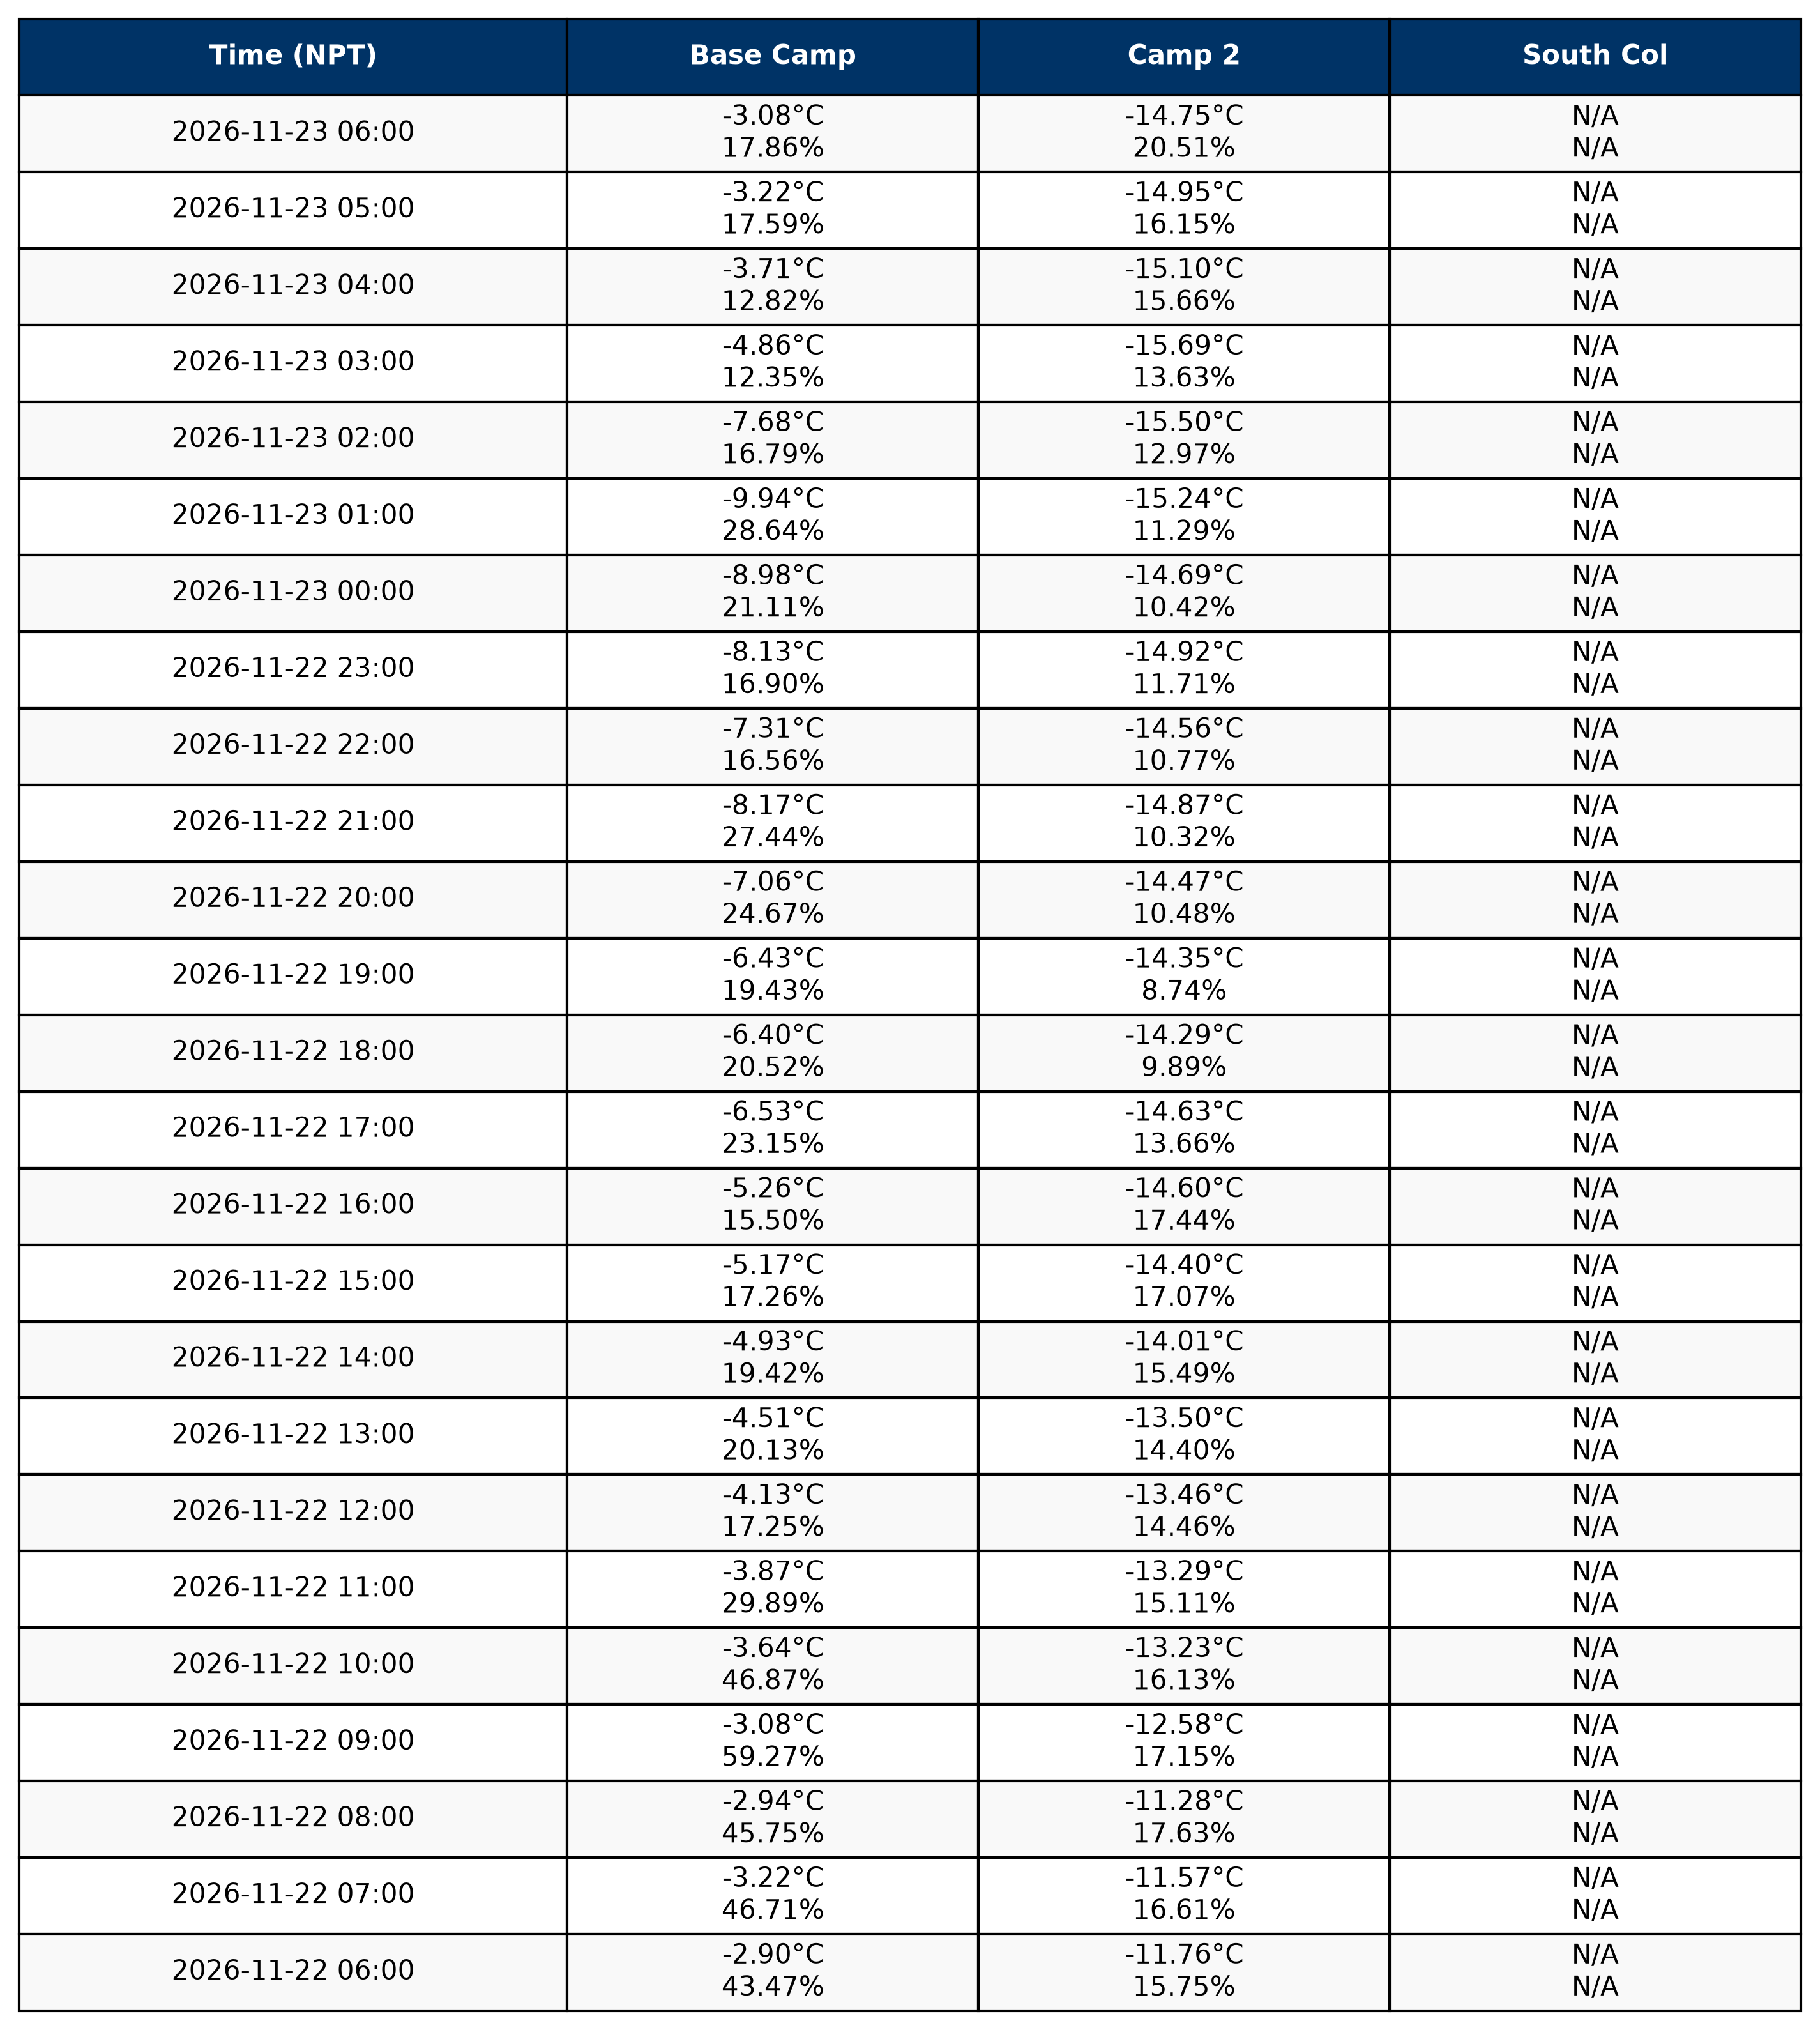 Time (NPT) Base Camp Camp 2 South Col
-3.08°C -14.75°C N/A
2026-11-23 06:00
17.86% 20.51% N/A
-3.22°C -14.95°C N/A
2026-11-23 05:00
17.59% 16.15% N/A
-3.71°C -15.10°C N/A
2026-11-23 04:00
12.82% 15.66% N/A
-4.86°C -15.69°C N/A
2026-11-23 03:00
12.35% 13.63% N/A
-7.68°C -15.50°C N/A
2026-11-23 02:00
16.79% 12.97% N/A
-9.94°C -15.24°C N/A
2026-11-23 01:00
28.64% 11.29% N/A
-8.98°C -14.69°C N/A
2026-11-23 00:00
21.11% 10.42% N/A
-8.13°C -14.92°C N/A
2026-11-22 23:00
16.90% 11.71% N/A
-7.31°C -14.56°C N/A
2026-11-22 22:00
16.56% 10.77% N/A
-8.17°C -14.87°C N/A
2026-11-22 21:00
27.44% 10.32% N/A
-7.06°C -14.47°C N/A
2026-11-22 20:00
24.67% 10.48% N/A
-6.43°C -14.35°C N/A
2026-11-22 19:00
19.43% 8.74% N/A
-6.40°C -14.29°C N/A
2026-11-22 18:00
20.52% 9.89% N/A
-6.53°C -14.63°C N/A
2026-11-22 17:00
23.15% 13.66% N/A
-5.26°C -14.60°C N/A
2026-11-22 16:00
15.50% 17.44% N/A
-5.17°C -14.40°C N/A
2026-11-22 15:00
17.26% 17.07% N/A
-4.93°C -14.01°C N/A
2026-11-22 14:00
19.42% 15.49% N/A
-4.51°C -13.50°C N/A
2026-11-22 13:00
20.13% 14.40% N/A
-4.13°C -13.46°C N/A
2026-11-22 12:00
17.25% 14.46% N/A
-3.87°C -13.29°C N/A
2026-11-22 11:00
29.89% 15.11% N/A
-3.64°C -13.23°C N/A
2026-11-22 10:00
46.87% 16.13% N/A
-3.08°C -12.58°C N/A
2026-11-22 09:00
59.27% 17.15% N/A
-2.94°C -11.28°C N/A
2026-11-22 08:00
45.75% 17.63% N/A
-3.22°C -11.57°C N/A
2026-11-22 07:00
46.71% 16.61% N/A
-2.90°C -11.76°C N/A
2026-11-22 06:00
43.47% 15.75% N/A